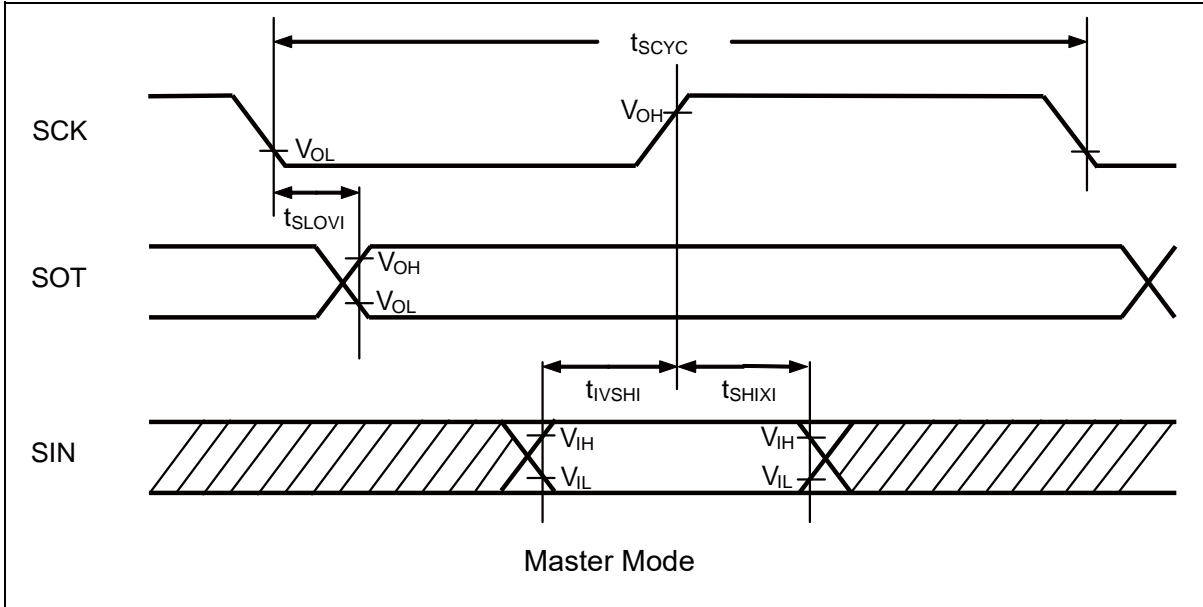 tSCYC
SCK
VOH
VOL
tSLOVI
SOT
VOH
VOL
tIVSHI
tSHIXI
SIN
VIH
VIH
VIL
VIL
Master Mode